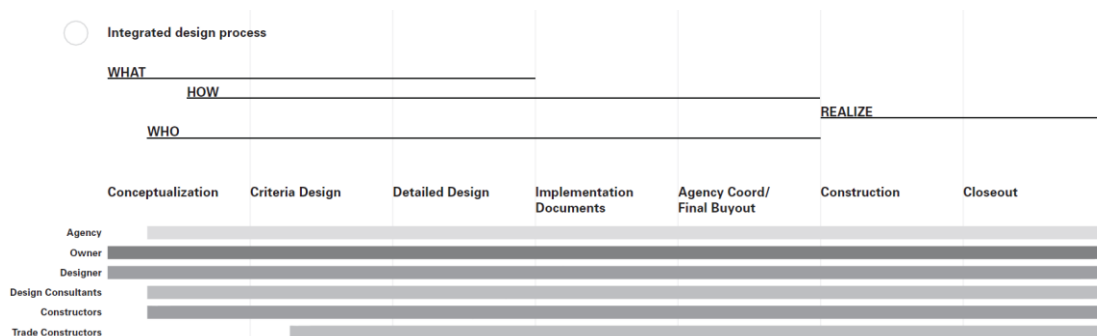 Integrated design process
WHAT
HOW
REALIZE
WHO
Conceptualization
Criteria Design
Detailed Design
Implementation
Documents
Agency Coord/
Final Buyout
Construction
Closeout
Agency
Owner
Designer
Design Consultants
Constructors
Trade Constructors